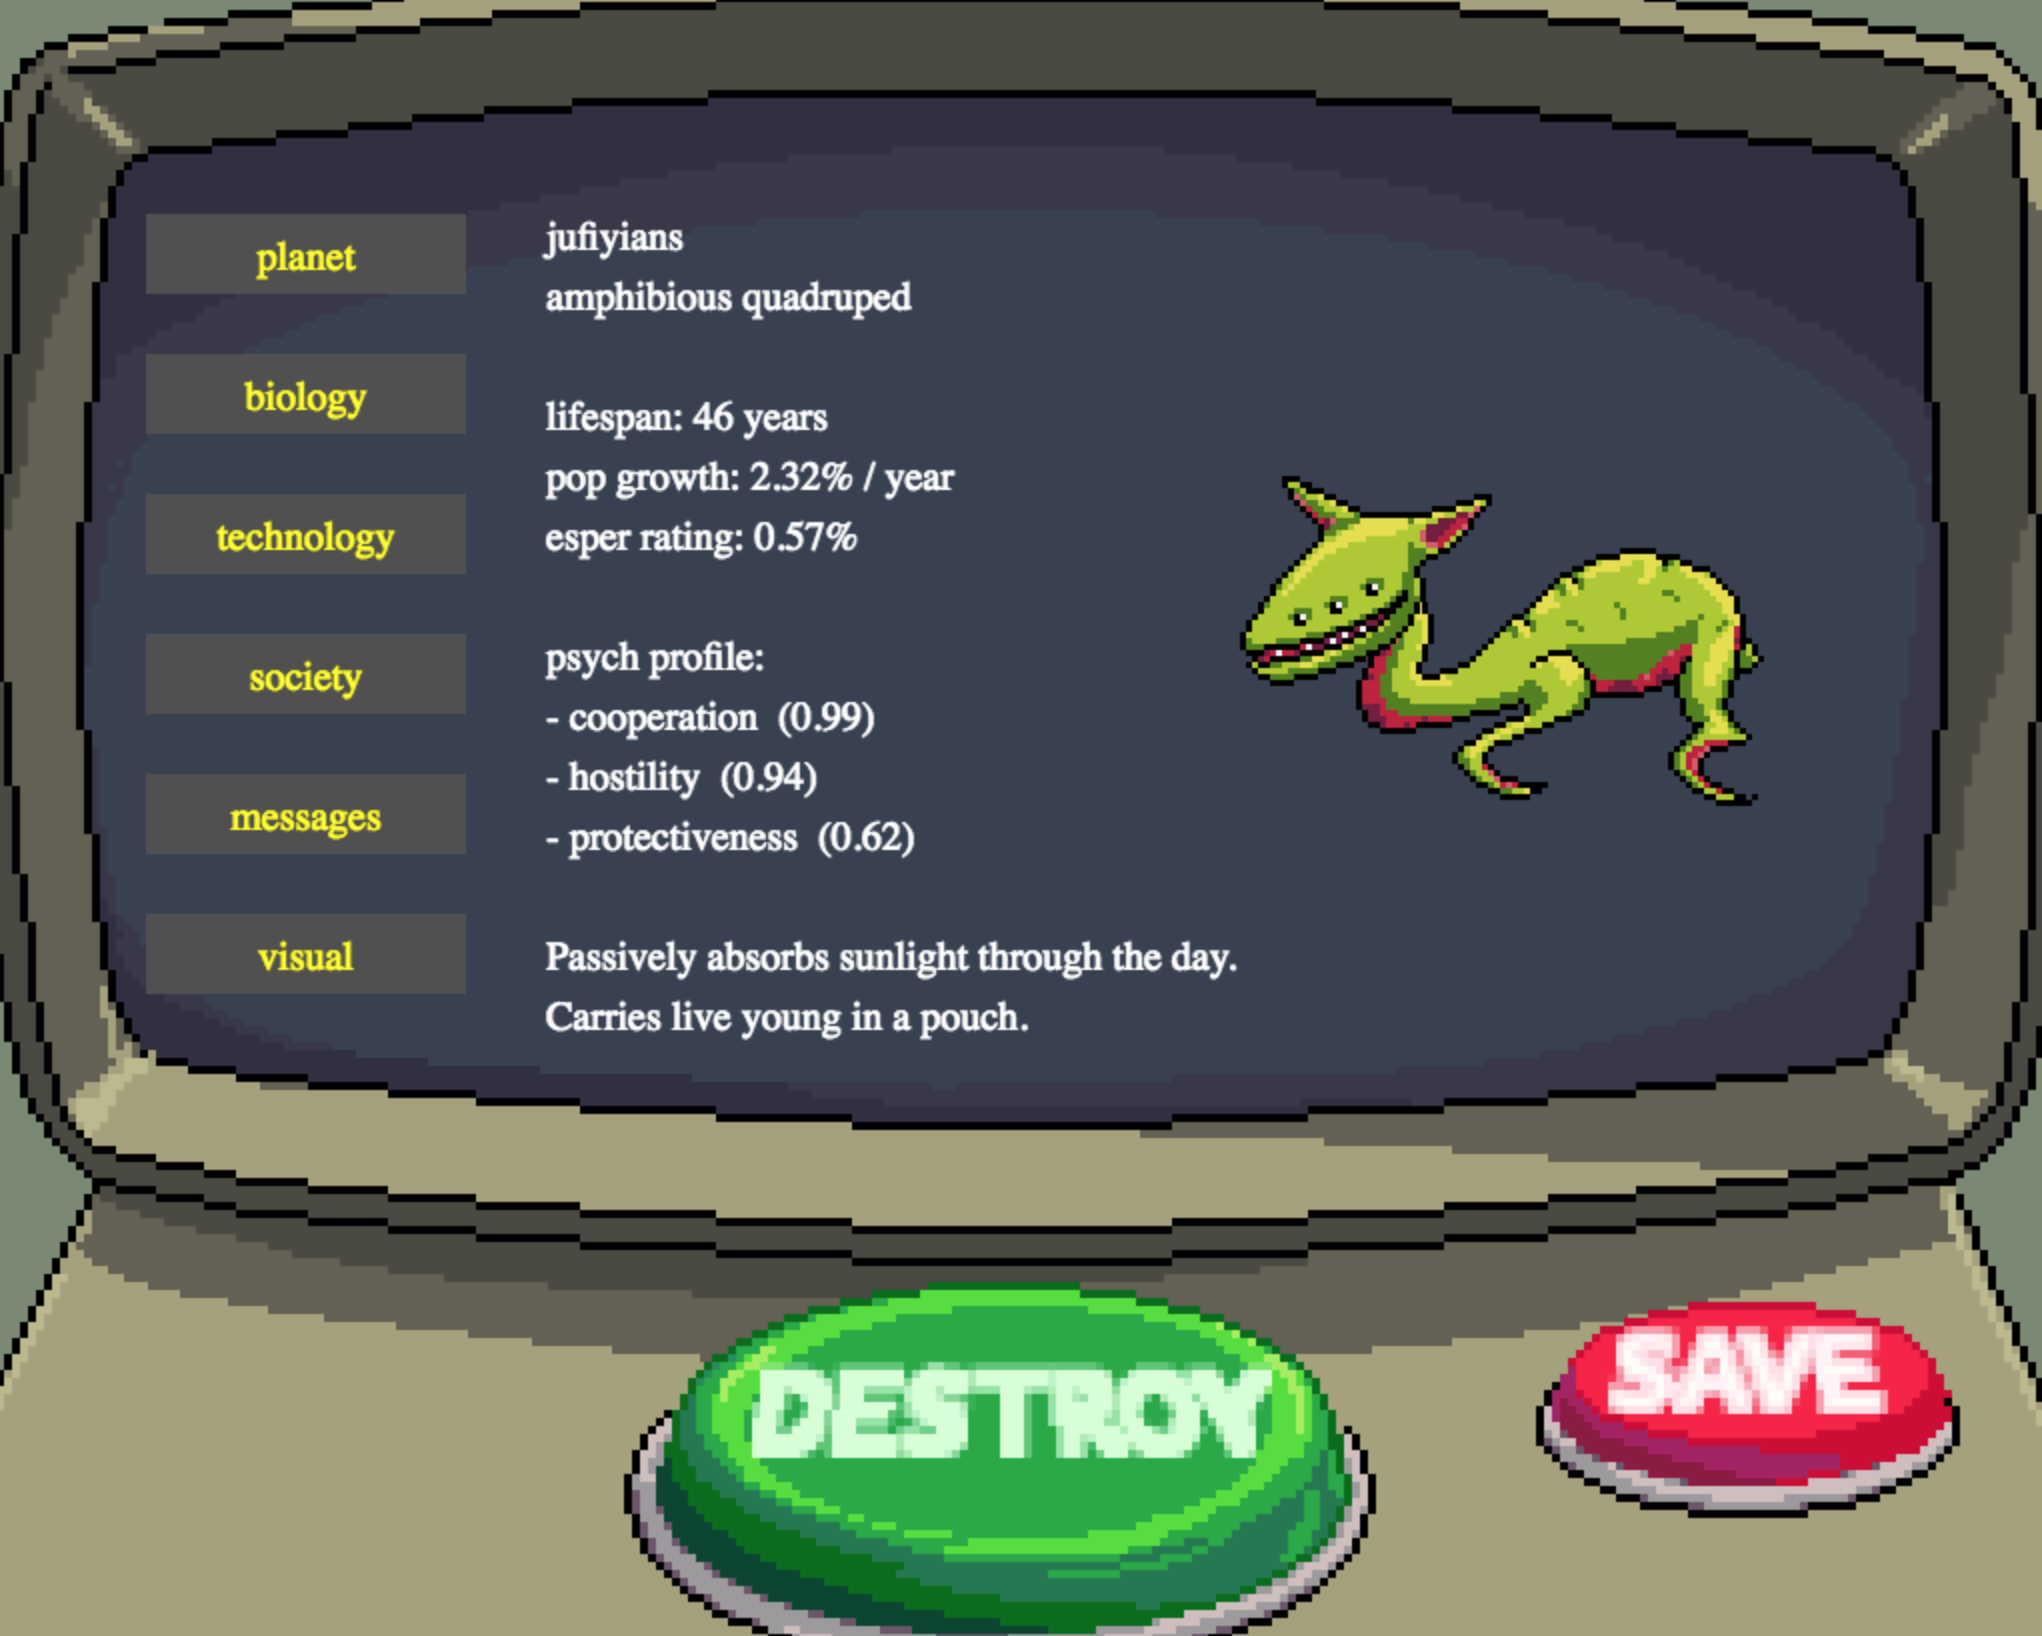 planet
biology
technology
society
messages
visual
jufiyians
amphibious quadruped
lifespan: 46 years
pop growth: 2.32% / year
esper rating: 0.57%
psych profile:
- cooperation (0.99)
- hostility (0.94)
- protectiveness (0.62)
Passively absorbs sunlight through the day.
Carries live young in a pouch.
DESTROY
SAVE